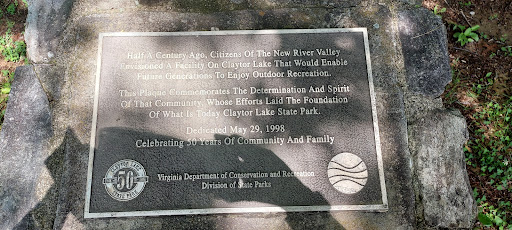 Half A Century Ago, Citizens Of The New River Valley
Envisioned A Facility On Claytor Lake That Would Enable
Future Generations To Enjoy Outdoor Recreation.
This Plaque Commemorates The Determination And Spirit
Of That Community, Whose Efforts Laid The Foundation
Of What Is Today Claytor Lake State Park.
Dedicated May 29, 1998
Celebrating 50 Years Of Community And Family
50
Virginia Department of Conservation and Recreation
Division of State Parks